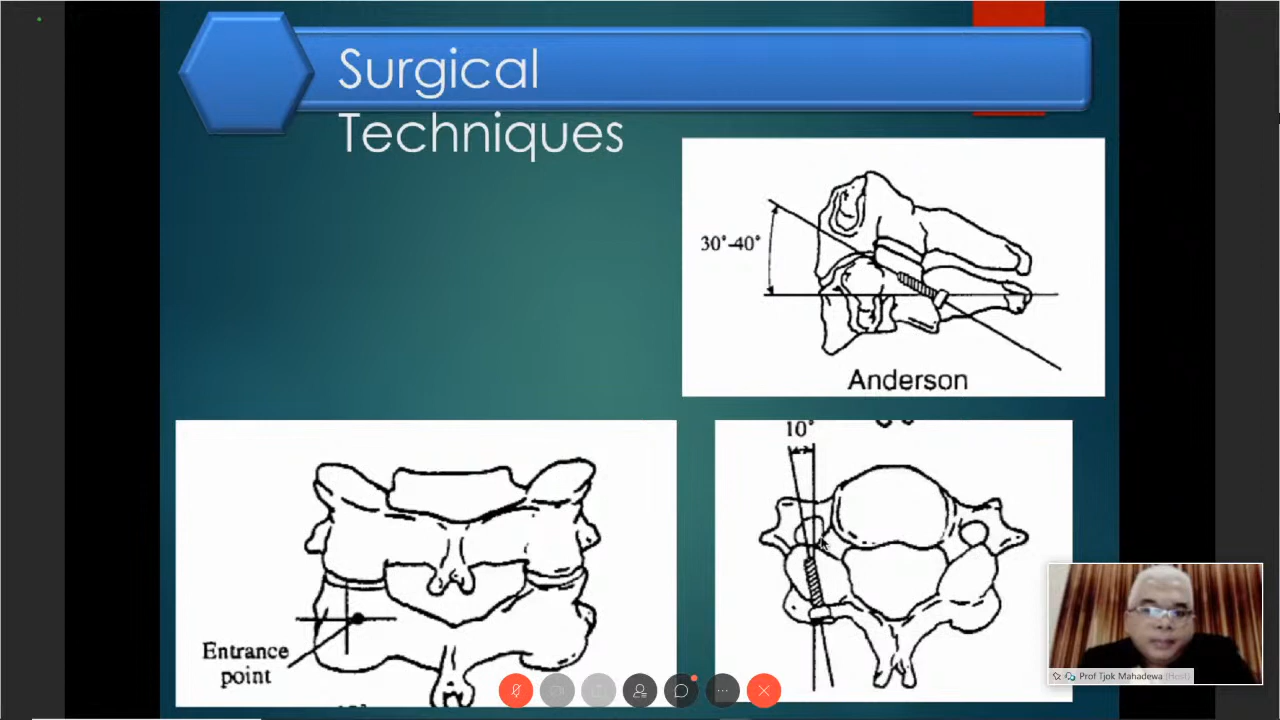 Surgical
Techniques
30°-40°
Anderson
Entrance
point
10°
Prof Tjok Mahadewa (Host)